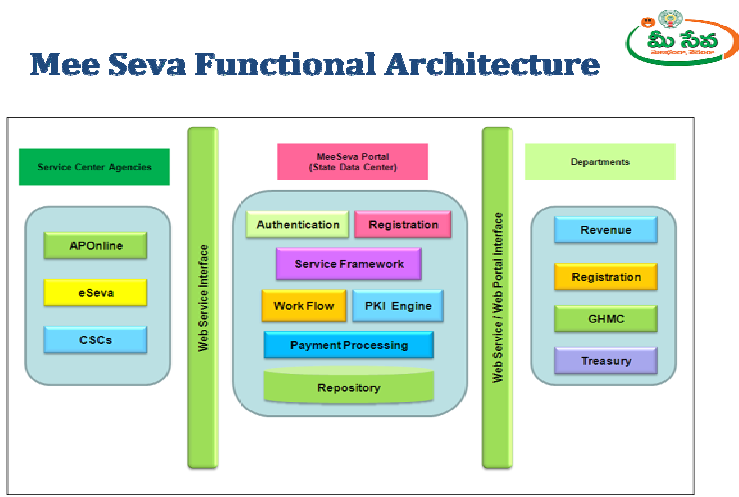 Mee Seva Functional Architecture
మీ సేవ
Service Center Agencies
APOnline
eSeva
CSCs
Web Service Interface
MeeSeva Portal
(State Data Center)
Authentication
Registration
Service Framework
Work Flow
PKI Engine
Payment Processing
Repository
Web Service / Web Portal Interface
Departments
Revenue
Registration
GHMC
Treasury